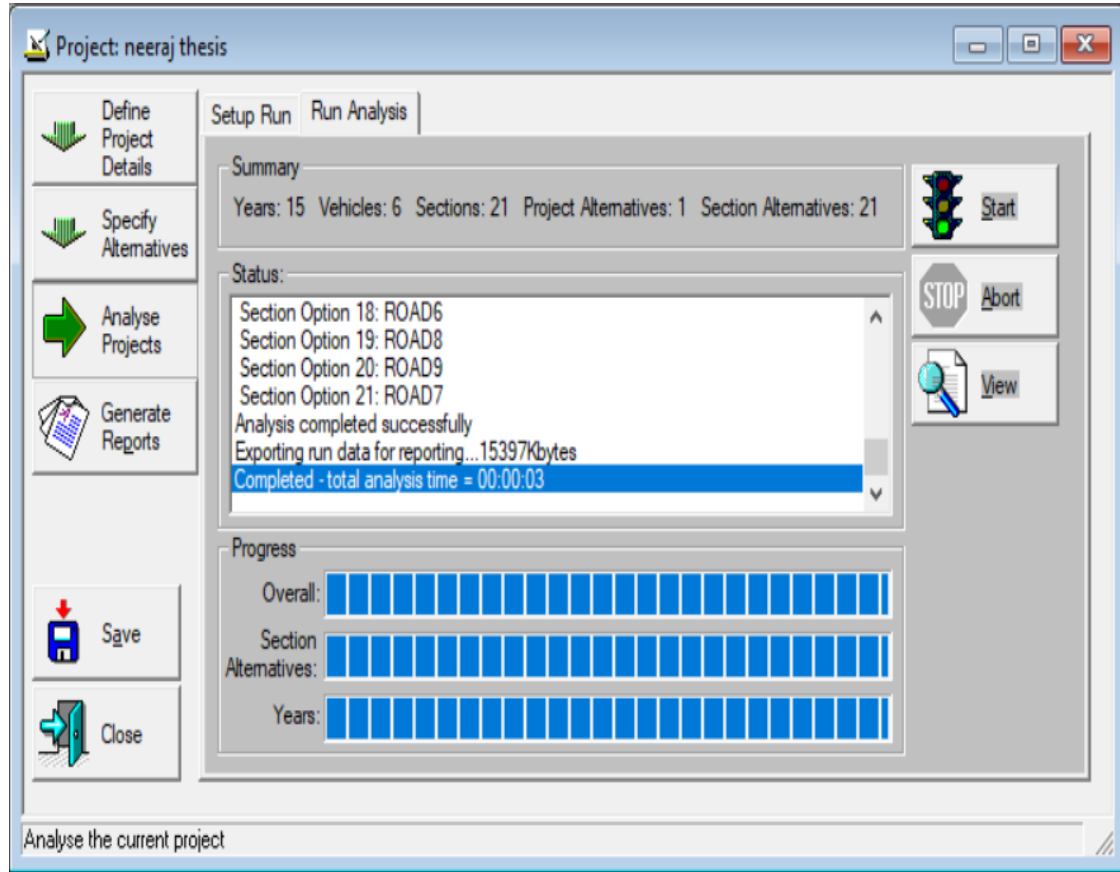 Project: neeraj thesis
Define
Project
Details
Specify
Alternatives
Analyse
Projects
Generate
Reports
Save
Close
Setup Run
Run Analysis
Summary
Years: 15 Vehicles: 6 Sections: 21 Project Alternatives: 1 Section Alternatives: 21
Status:
Section Option 18: ROAD6
Section Option 19: ROAD8
Section Option 20: ROAD9
Section Option 21: ROAD7
Analysis completed successfully
Exporting run data for reporting...15397Kbytes
Completed - total analysis time = 00:00:03
Progress
Overall:
Section
Alternatives:
Years:
Start
STOP
Abort
View
Analyse the current project